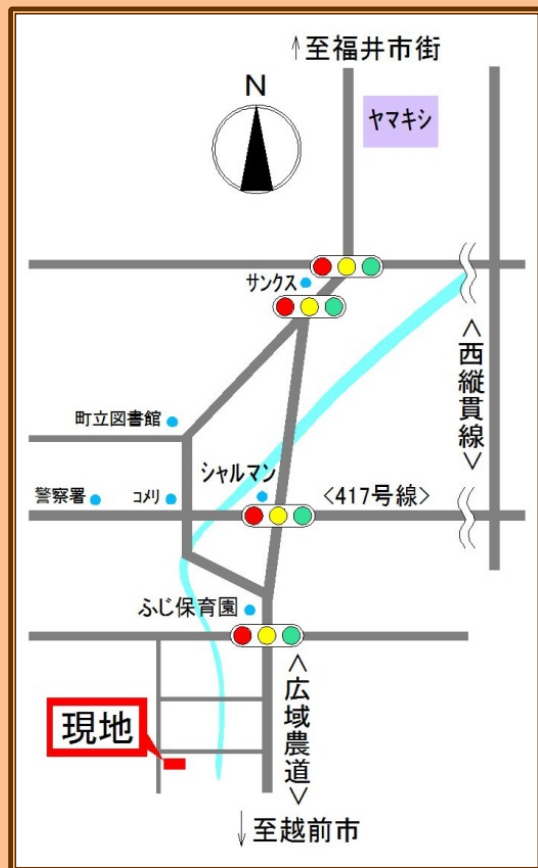 ↑至福井市街
N
ヤマキシ
サンクス
<西縦貫線>
町立図書館
シャルマン
警察署
コメリ
<417号線>
ふじ保育園
<広域農道>
現地
↓至越前市